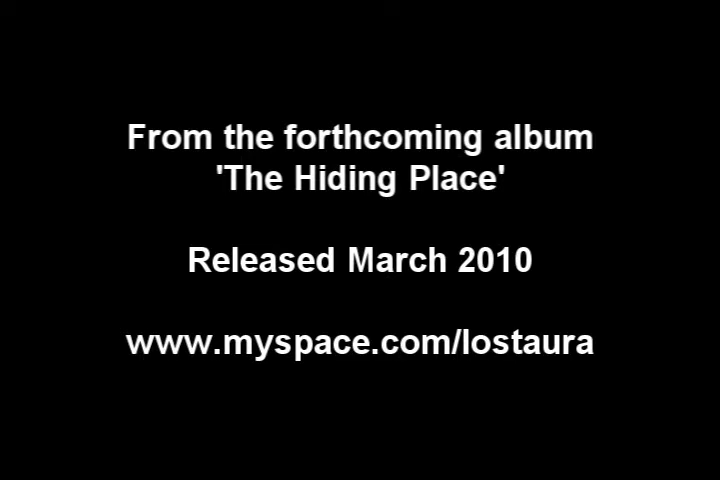 From the forthcoming album
'The Hiding Place'
Released March 2010
www.myspace.com/lostaura